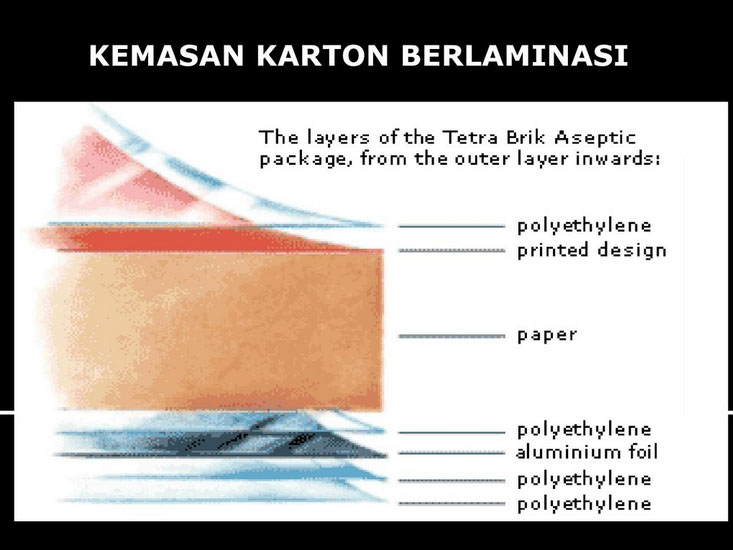 KEMASAN KARTON BERLAMINASI
The layers of the Tetra Brik Aseptic
package, from the outer layer inwards:
polyethylene
printed design
paper
polyethylene
aluminium foil
polyethylene
polyethylene